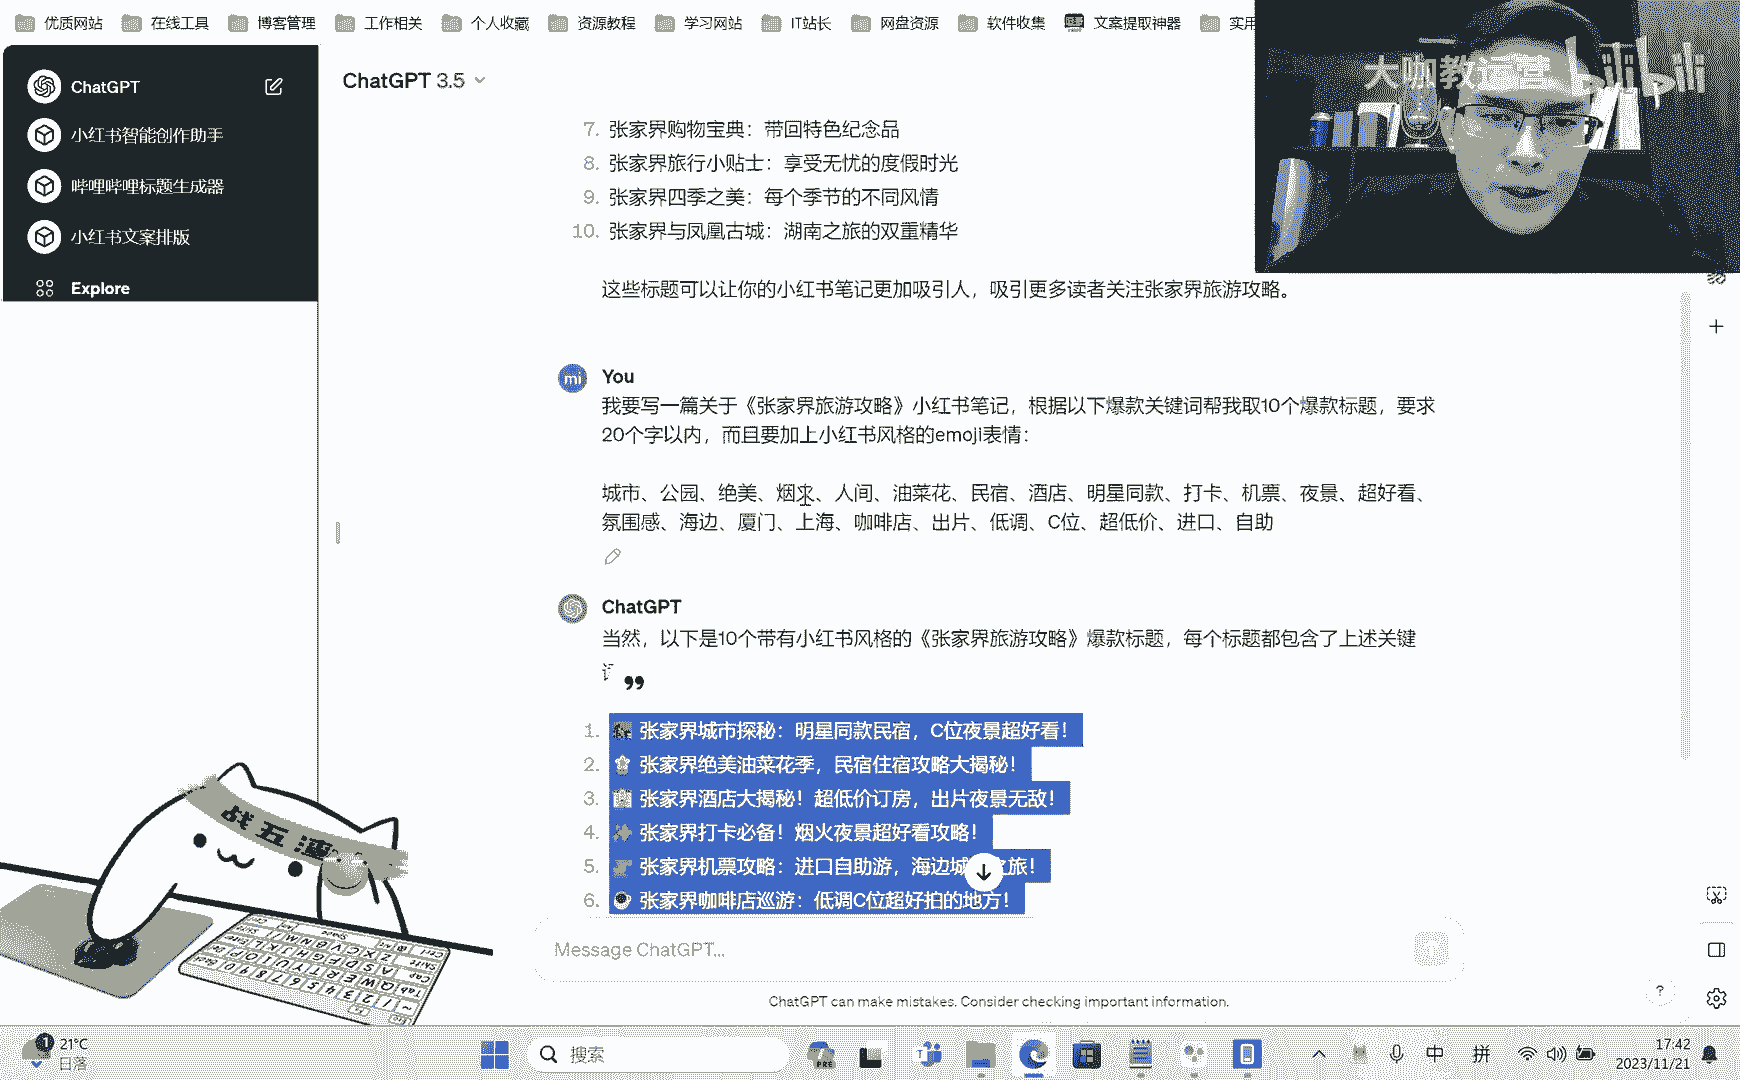 优质网站 在线工具 博客管理 工作相关 个人收藏 资源教程 学习网站 IT站长 网盘资源 软件收集 文案提取神器 实用
大咖教运营 bilibili
ChatGPT
小红书智能创作助手
哔哩哔哩标题生成器
小红书文案排版
Explore
ChatGPT 3.5
7. 张家界购物宝典：带回特色纪念品
8. 张家界旅行小贴士：享受无忧的度假时光
9. 张家界四季之美：每个季节的不同风情
10. 张家界与凤凰古城：湖南之旅的双重精华
这些标题可以让你的小红书笔记更加吸引人，吸引更多读者关注张家界旅游攻略。
mi
You
我要写一篇关于《张家界旅游攻略》小红书笔记，根据以下爆款关键词帮我取10个爆款标题，要求
20个字以内，而且要加上小红书风格的emoji表情：
城市、公园、绝美、烟火、人间、油菜花、民宿、酒店、明星同款、打卡、机票、夜景、超好看、
氛围感、海边、厦门、上海、咖啡店、出片、低调、C位、超低价、进口、自助
ChatGPT
当然，以下是10个带有小红书风格的《张家界旅游攻略》爆款标题，每个标题都包含了上述关键
1. 张家界城市探秘：明星同款民宿，C位夜景超好看！
2. 张家界绝美油菜花季，民宿住宿攻略大揭秘！
3. 张家界酒店大揭秘！超低价订房，出片夜景无敌！
4. 张家界打卡必备！烟火夜景超好看攻略！
5. 张家界机票攻略：进口自助游，海边城 之旅！
6. 张家界咖啡店巡游：低调C位超好拍的地方！
Message ChatGPT...
ChatGPT can make mistakes. Consider checking important information.
?
战五渣
21°C
日落
搜索
PRE
中 拼
17:42
2023/11/21